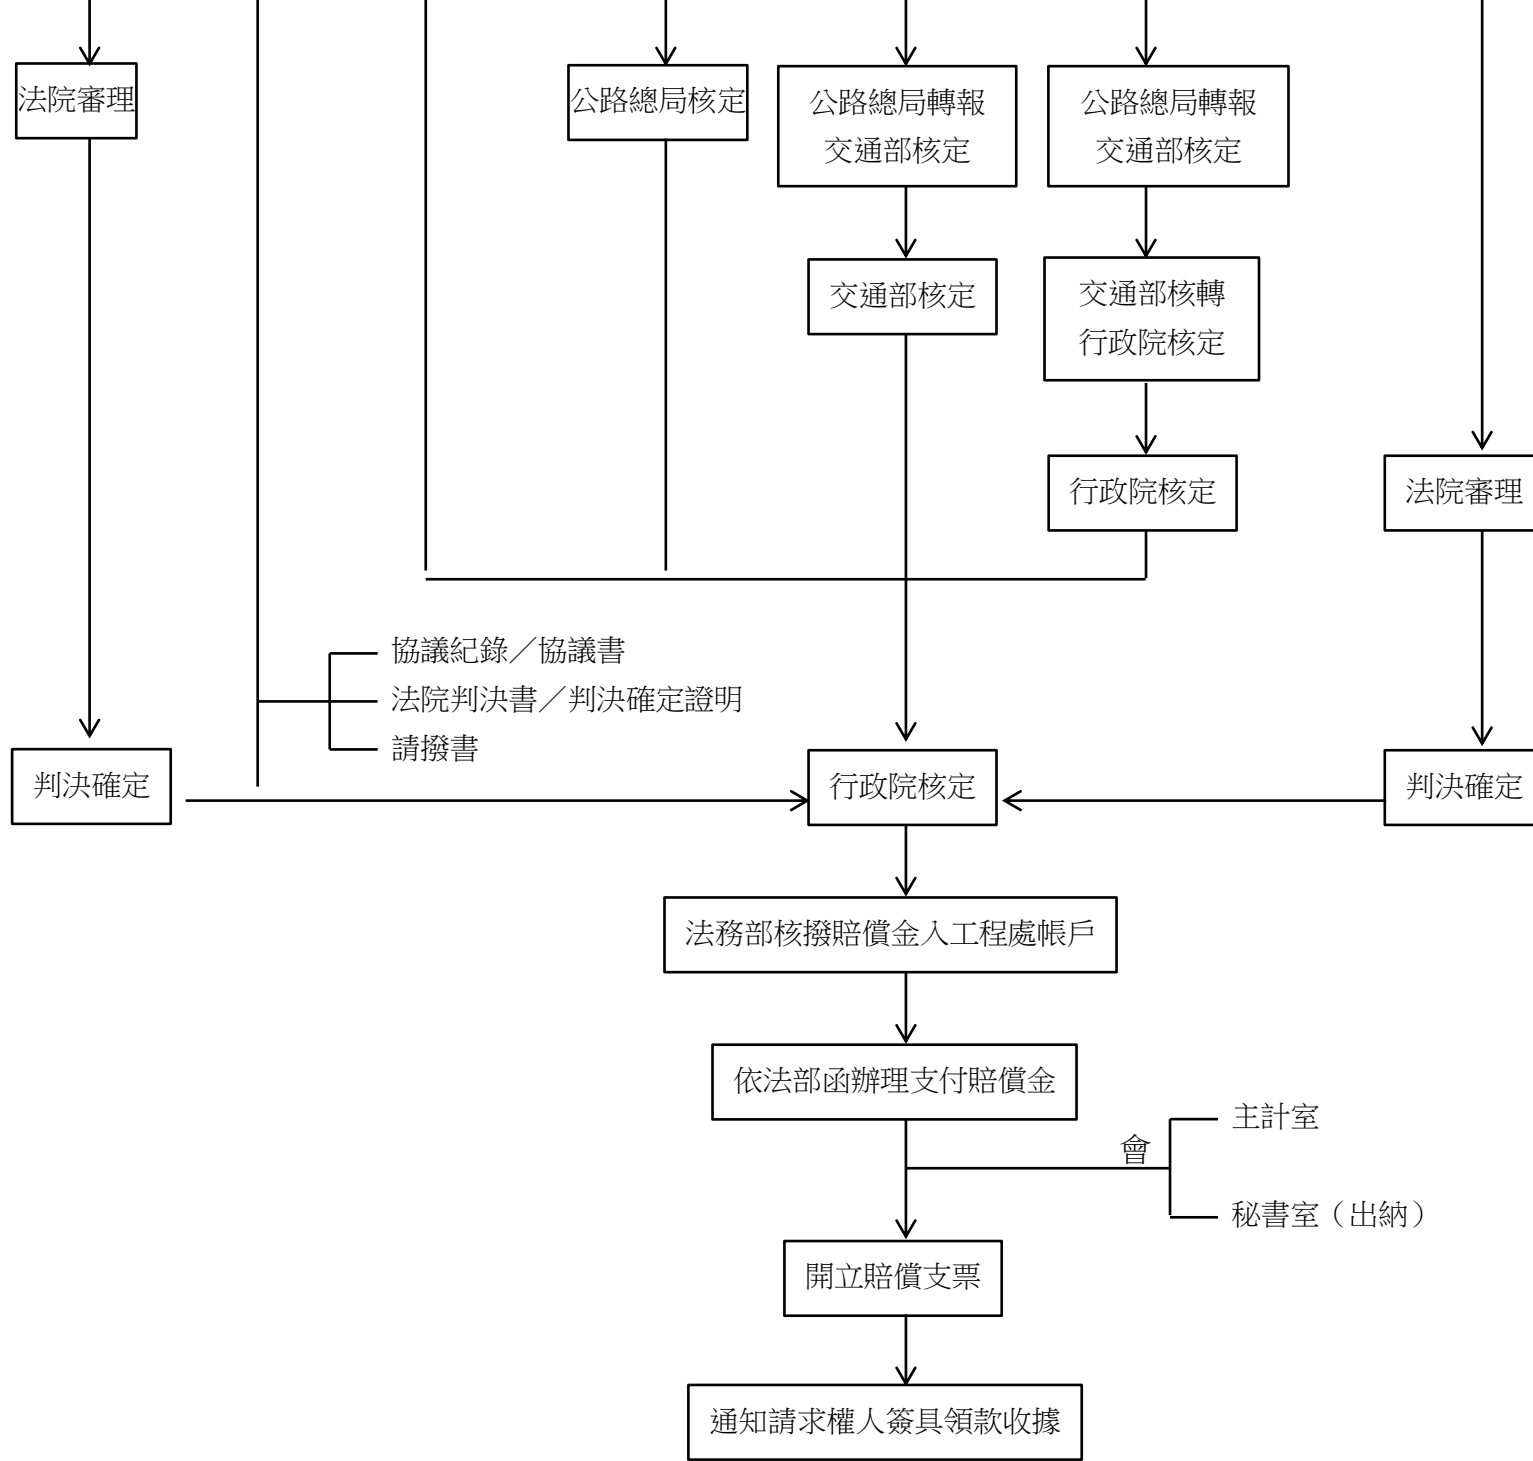 法院審理
公路總局核定
公路總局轉報
交通部核定
公路總局轉報
交通部核定
交通部核定
交通部核轉
行政院核定
行政院核定
法院審理
協議紀錄／協議書
法院判決書／判決確定證明
請撥書
判決確定
行政院核定
判決確定
法務部核撥賠償金入工程處帳戶
依法部函辦理支付賠償金
會
主計室
秘書室（出納）
開立賠償支票
通知請求權人簽具領款收據